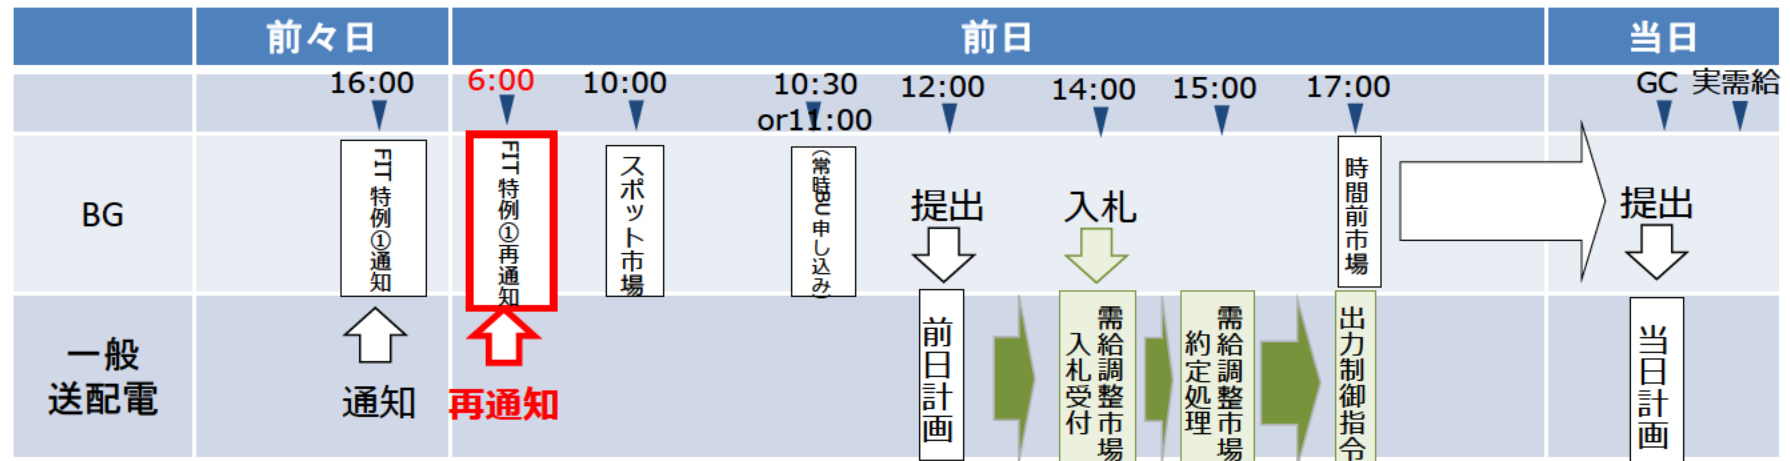 前々日
前日
当日
16:00
6:00
10:00
10:30
or11:00
12:00
14:00
15:00
17:00
GC
実需給
BG
FIT特例①通知
FIT特例①再通知
スポット市場
(常時BU申し込み)
提出
入札
時間前市場
提出
一般
送配電
通知
再通知
前日計画
需給調整市場
入札受付
需給調整市場
約定処理
出力制御指令
当日計画